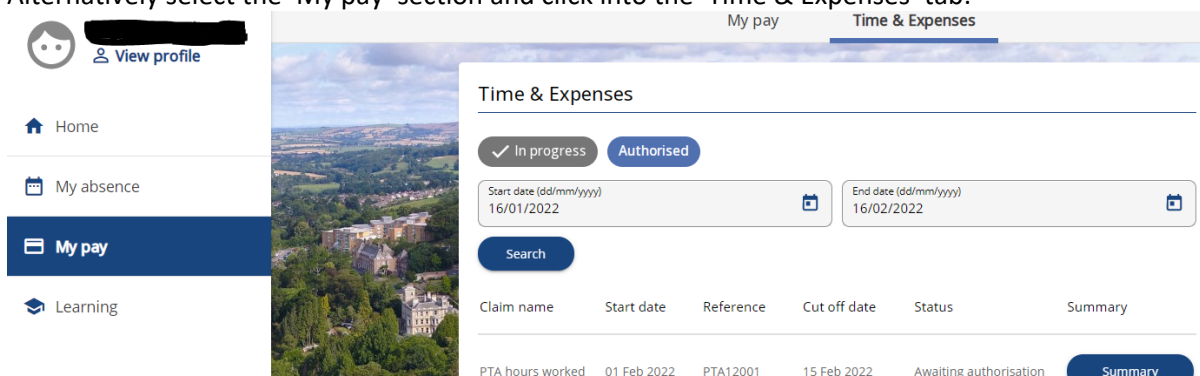 Alternatively select the 'My pay' section and click into the 'Time & Expenses' tab.
My pay Time & Expenses
View profile
Home
My absence
My pay
Learning
Time & Expenses
In progress Authorised
Start date (dd/mm/yyyy) End date (dd/mm/yyyy)
16/01/2022 16/02/2022
Search
Claim name Start date Reference Cut off date Status Summary
PTA hours worked 01 Feb 2022 PTA12001 15 Feb 2022 Awaiting authorisation Summary